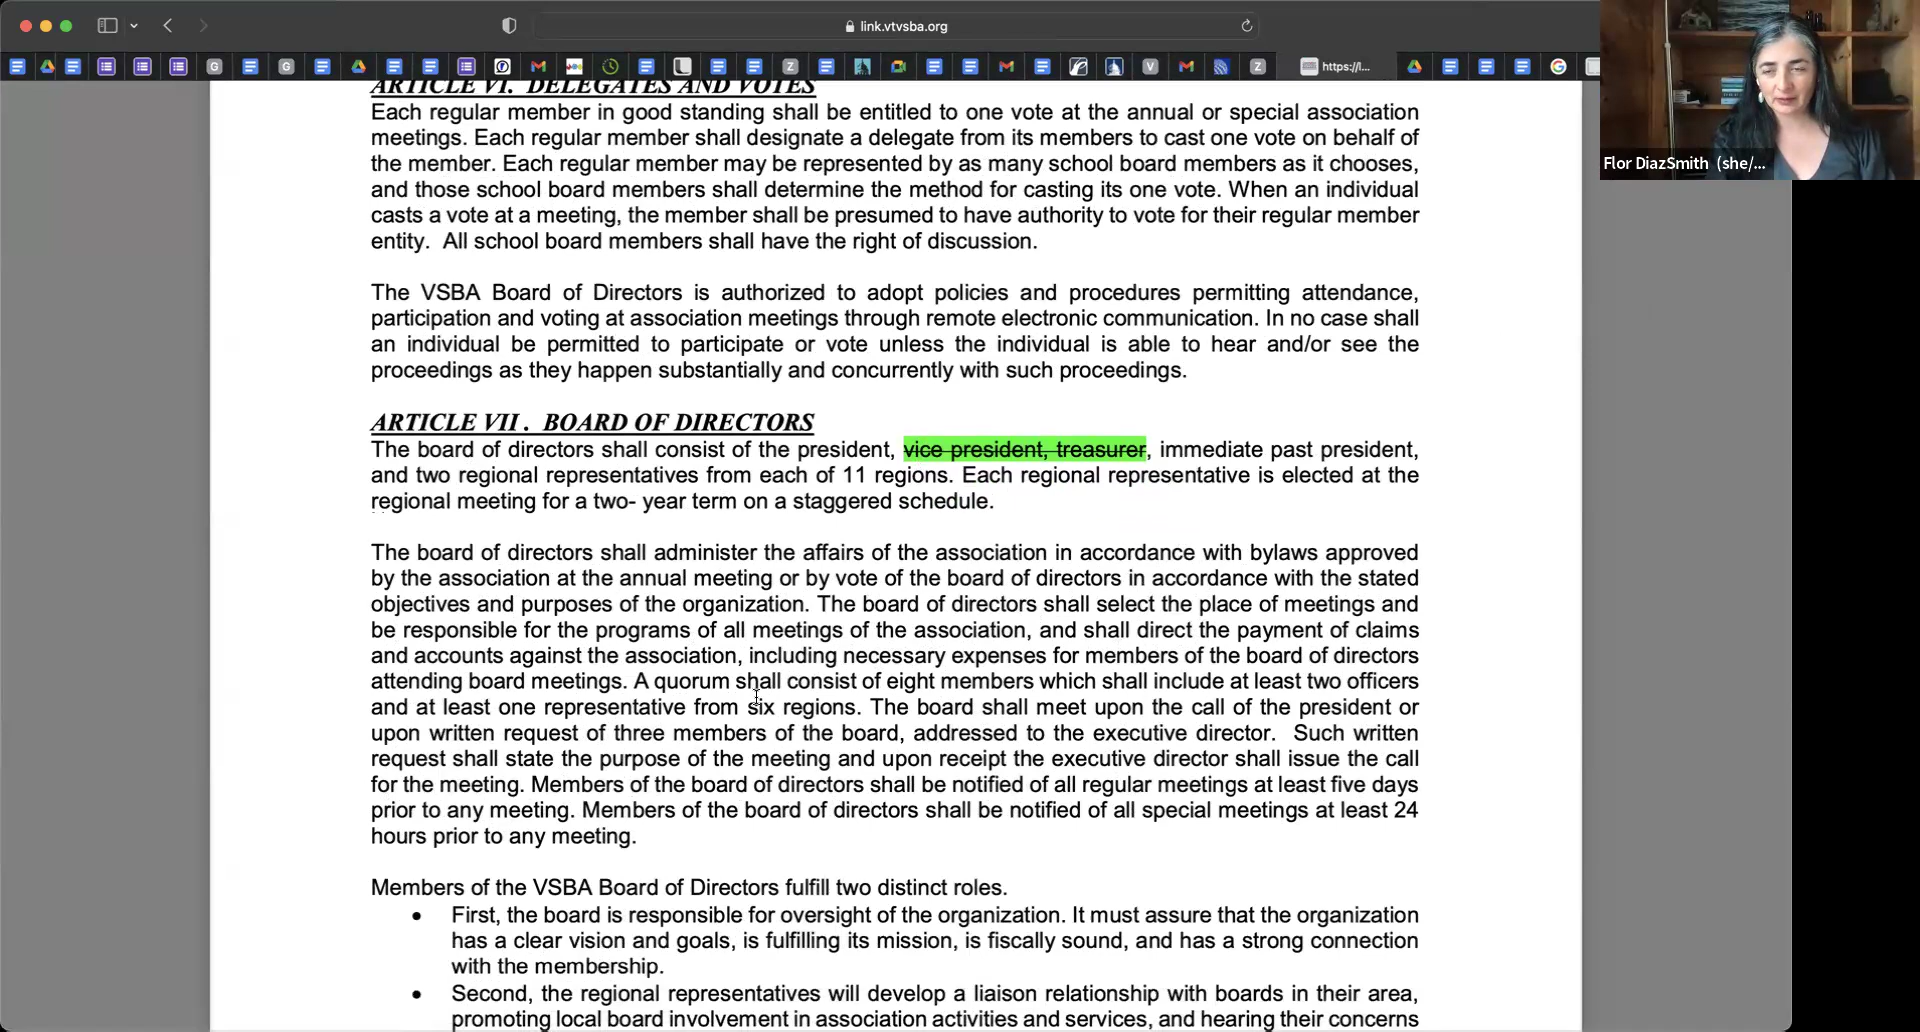 link.vtvsba.org
https://l...
Flor DiazSmith (she/...
ARTICLE VI. DELEGATES AND VOTES
Each regular member in good standing shall be entitled to one vote at the annual or special association
meetings. Each regular member shall designate a delegate from its members to cast one vote on behalf of
the member. Each regular member may be represented by as many school board members as it chooses,
and those school board members shall determine the method for casting its one vote. When an individual
casts a vote at a meeting, the member shall be presumed to have authority to vote for their regular member
entity. All school board members shall have the right of discussion.
The VSBA Board of Directors is authorized to adopt policies and procedures permitting attendance,
participation and voting at association meetings through remote electronic communication. In no case shall
an individual be permitted to participate or vote unless the individual is able to hear and/or see the
proceedings as they happen substantially and concurrently with such proceedings.
ARTICLE VII. BOARD OF DIRECTORS
The board of directors shall consist of the president, vice president, treasurer, immediate past president,
and two regional representatives from each of 11 regions. Each regional representative is elected at the
regional meeting for a two- year term on a staggered schedule.
The board of directors shall administer the affairs of the association in accordance with bylaws approved
by the association at the annual meeting or by vote of the board of directors in accordance with the stated
objectives and purposes of the organization. The board of directors shall select the place of meetings and
be responsible for the programs of all meetings of the association, and shall direct the payment of claims
and accounts against the association, including necessary expenses for members of the board of directors
attending board meetings. A quorum shall consist of eight members which shall include at least two officers
and at least one representative from six regions. The board shall meet upon the call of the president or
upon written request of three members of the board, addressed to the executive director. Such written
request shall state the purpose of the meeting and upon receipt the executive director shall issue the call
for the meeting. Members of the board of directors shall be notified of all regular meetings at least five days
prior to any meeting. Members of the board of directors shall be notified of all special meetings at least 24
hours prior to any meeting.
Members of the VSBA Board of Directors fulfill two distinct roles.
• First, the board is responsible for oversight of the organization. It must assure that the organization
has a clear vision and goals, is fulfilling its mission, is fiscally sound, and has a strong connection
with the membership.
• Second, the regional representatives will develop a liaison relationship with boards in their area,
promoting local board involvement in association activities and services, and hearing their concerns